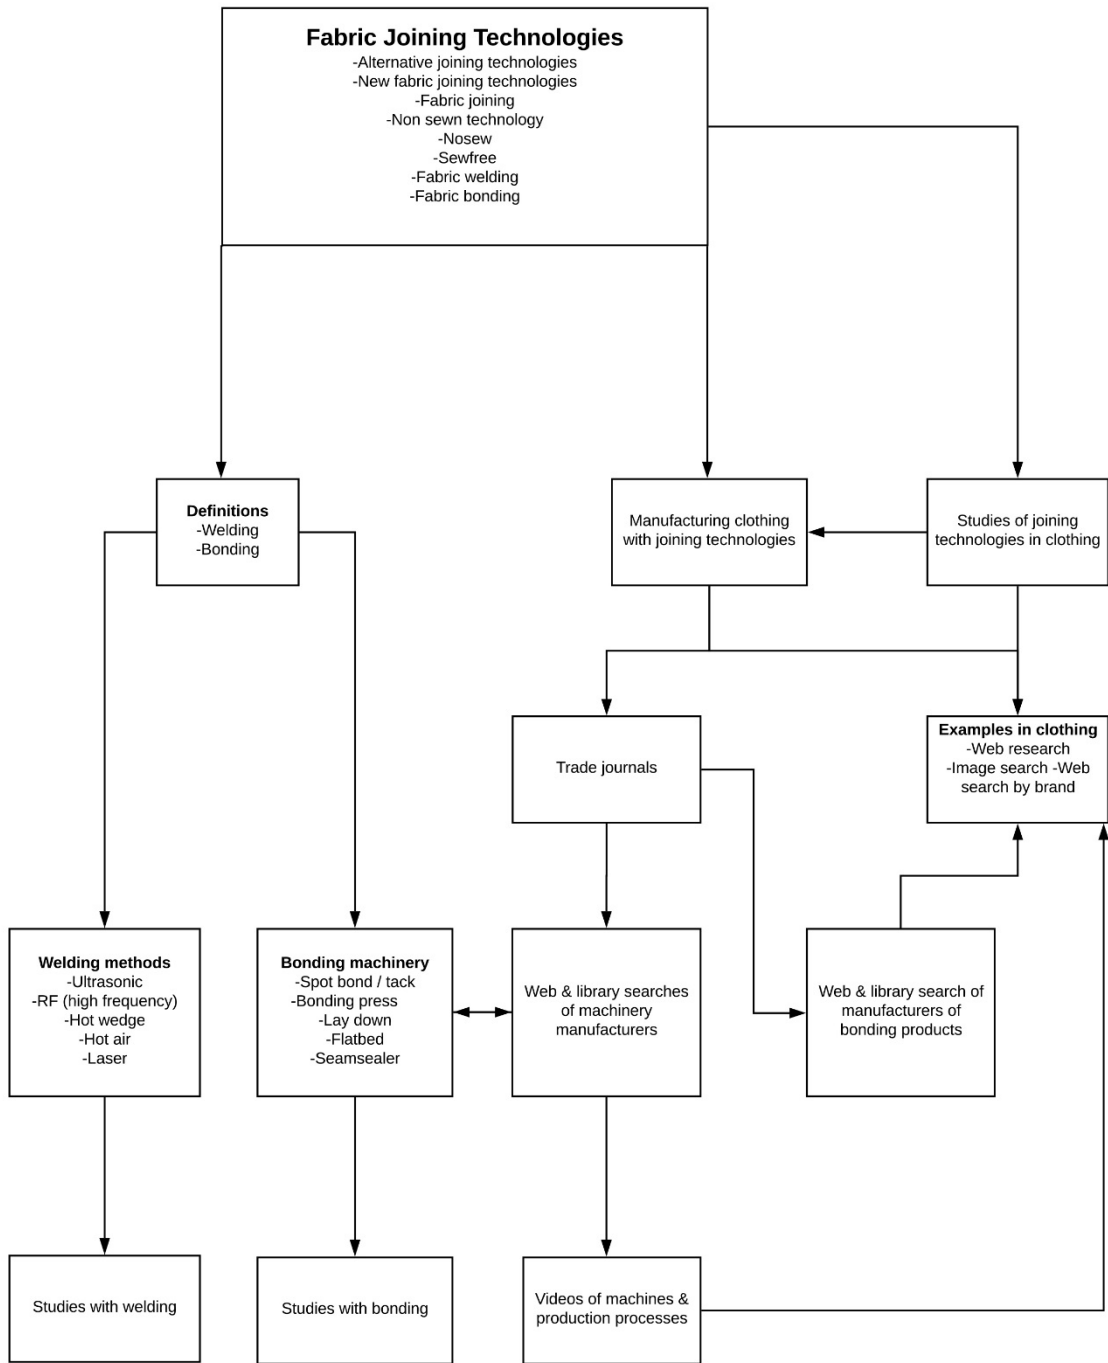 Fabric Joining Technologies
-Alternative joining technologies
-New fabric joining technologies
-Fabric joining
-Non sewn technology
-Nosew
-Sewfree
-Fabric welding
-Fabric bonding
Definitions
-Welding
-Bonding
Manufacturing clothing
with joining technologies
Studies of joining
technologies in clothing
Trade journals
Examples in clothing
-Web research
-Image search -Web
search by brand
Welding methods
-Ultrasonic
-RF (high frequency)
-Hot wedge
-Hot air
-Laser
Bonding machinery
-Spot bond / tack
-Bonding press
-Lay down
-Flatbed
-Seamsealer
Web & library searches
of machinery
manufacturers
Web & library search of
manufacturers of
bonding products
Studies with welding
Studies with bonding
Videos of machines &
production processes